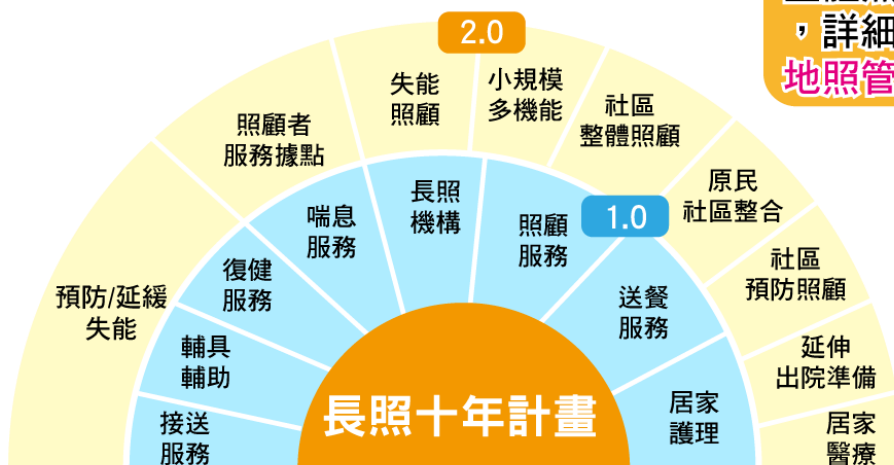 2.0
，詳細
地照管
預防/延緩
失能
照顧者
服務據點
失能
照顧
小規模
多機能
社區
整體照顧
原民
社區整合
社區
預防照顧
延伸
出院準備
居家
醫療
1.0
接送
服務
輔具
輔助
復健
服務
喘息
服務
長照
機構
照顧
服務
送餐
服務
居家
護理
長照十年計畫